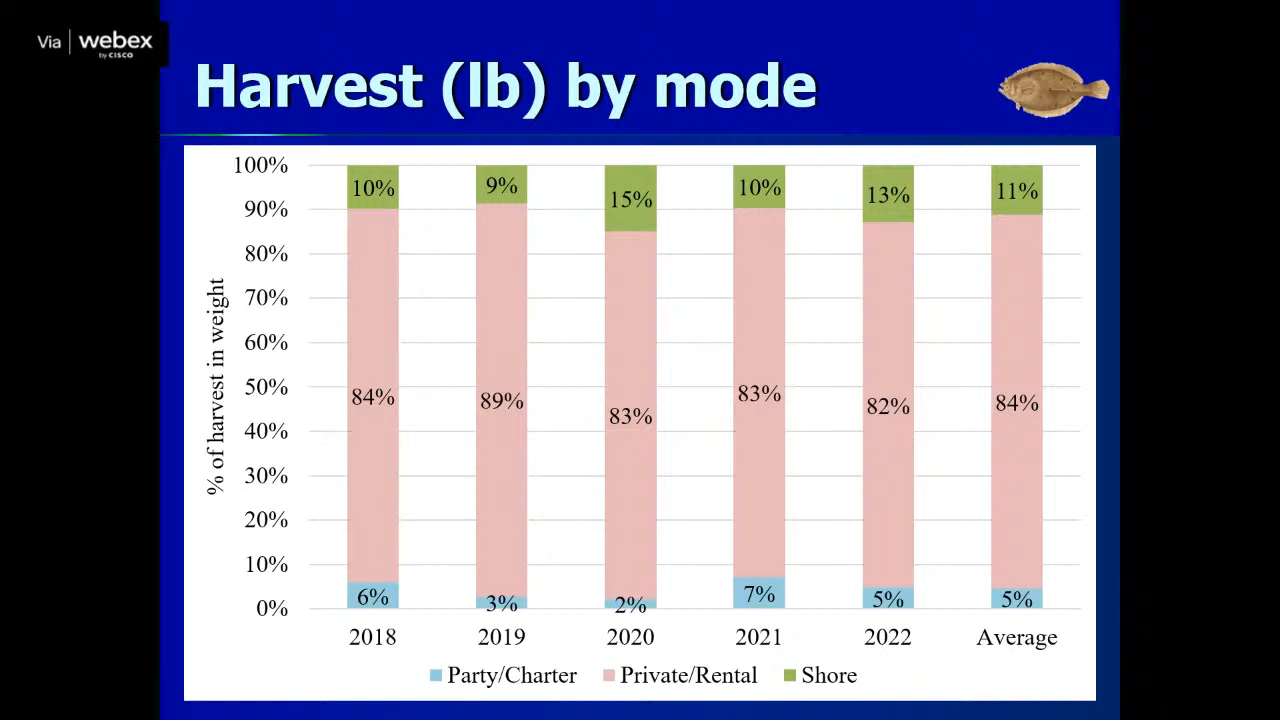 Via webex
by CISCO
Harvest (lb) by mode
% of harvest in weight
100%
90%
80%
70%
60%
50%
40%
30%
20%
10%
0%
10% 9% 15% 10% 13% 11%
84% 89% 83% 83% 82% 84%
6% 3% 2% 7% 5% 5%
2018 2019 2020 2021 2022 Average
Party/Charter Private/Rental Shore